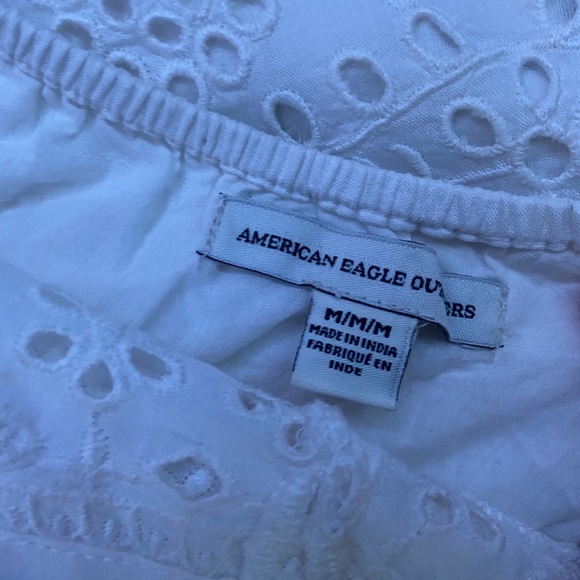 AMERICAN EAGLE OU ERS
M/M/M
MADE IN INDIA
FABRIQUÉ EN
INDE